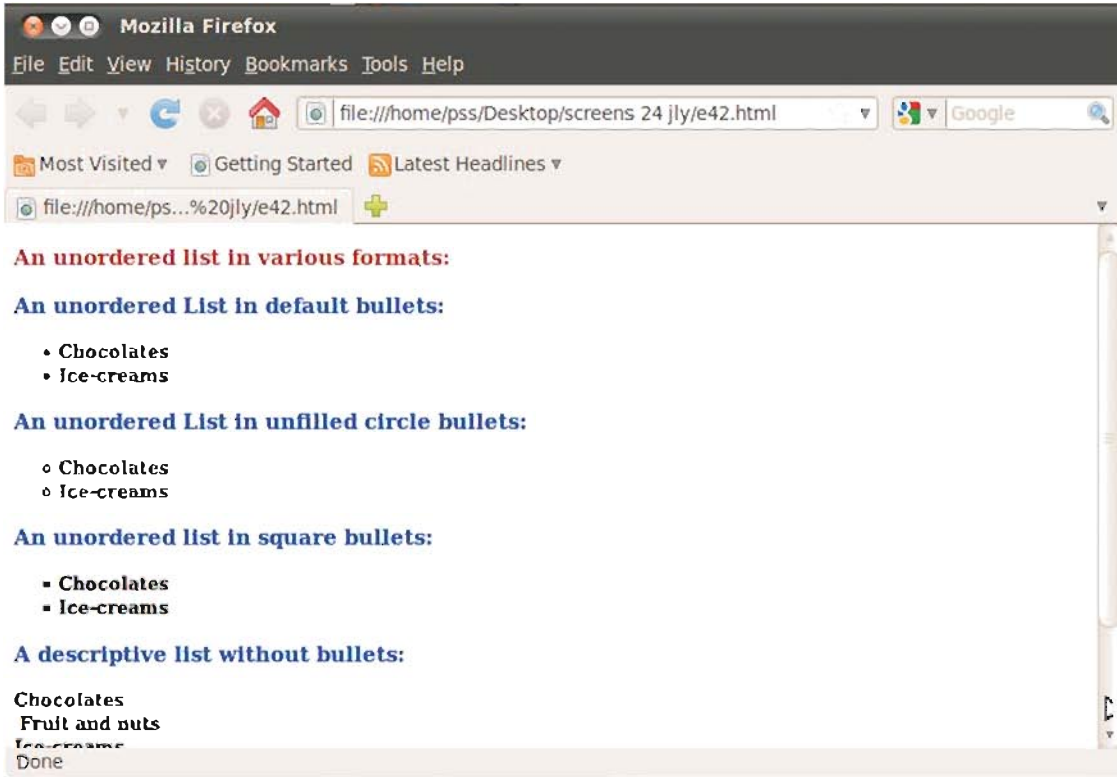 Mozilla Firefox
File Edit View History Bookmarks Tools Help
file:///home/pss/Desktop/screens 24 jly/e42.html Google
Most Visited Getting Started Latest Headlines
file:///home/ps...%20jly/e42.html
An unordered list in various formats:
An unordered List in default bullets:
• Chocolates
• Ice-creams
An unordered List in unfilled circle bullets:
◦ Chocolates
◦ Ice-creams
An unordered list in square bullets:
▪ Chocolates
▪ Ice-creams
A descriptive list without bullets:
Chocolates
Fruit and nuts
Ice-creams
Done